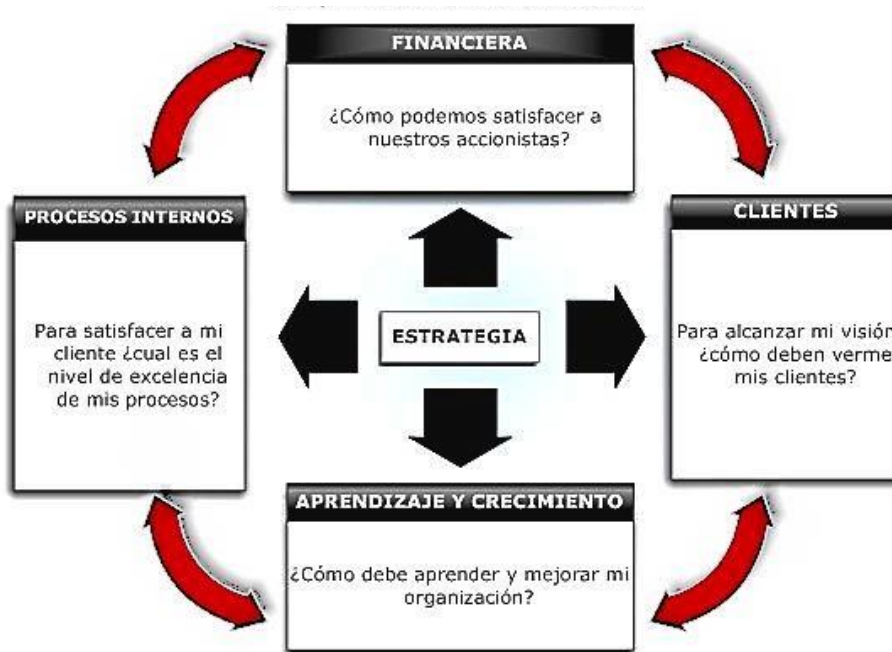 FINANCIERA
¿Cómo podemos satisfacer a
nuestros accionistas?
PROCESOS INTERNOS
Para satisfacer a mi
cliente ¿cual es el
nivel de excelencia
de mis procesos?
ESTRATEGIA
CLIENTES
Para alcanzar mi visión
¿cómo deben verme
mis clientes?
APRENDIZAJE Y CRECIMIENTO
¿Cómo debe aprender y mejorar mi
organización?